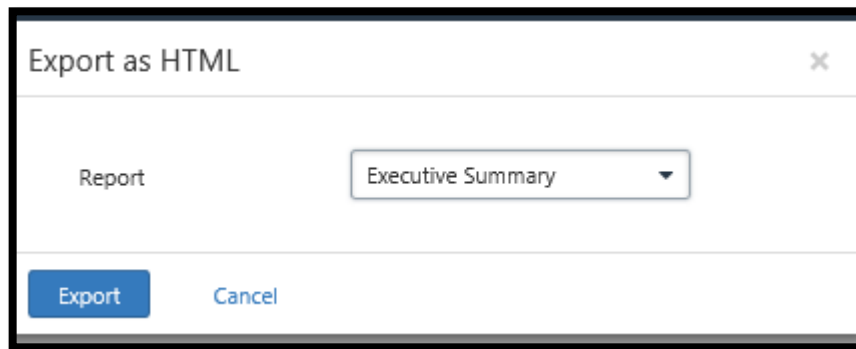 Export as HTML
Report
Executive Summary
Export
Cancel